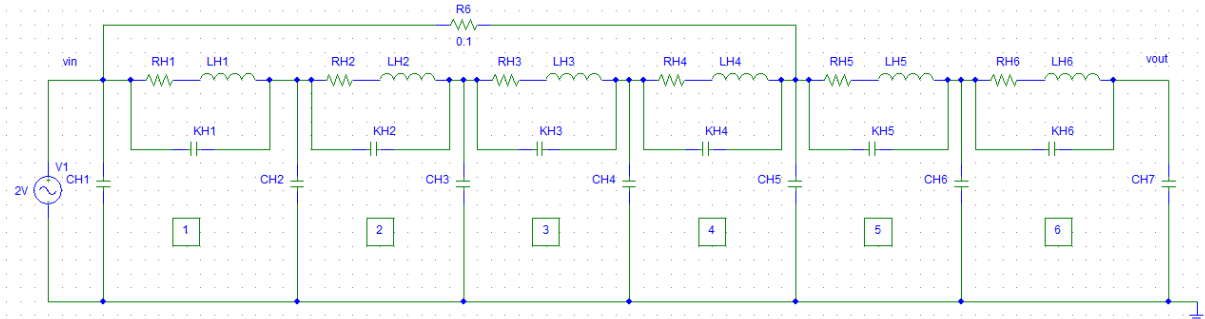 R6
0.1
vin
RH1 LH1 RH2 LH2 RH3 LH3 RH4 LH4 RH5 LH5 RH6 LH6 vout
KH1 KH2 KH3 KH4 KH5 KH6
V1
2V CH1 CH2 CH3 CH4 CH5 CH6 CH7
1 2 3 4 5 6